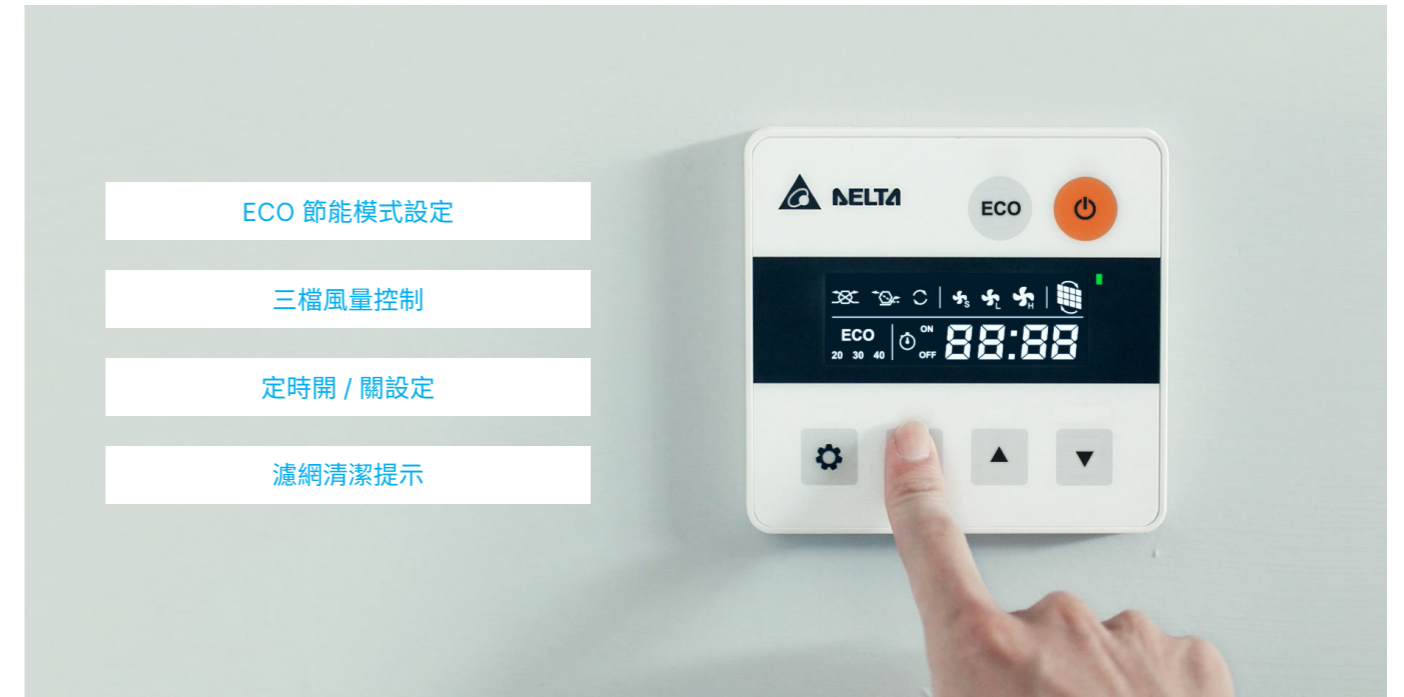 ECO 節能模式設定
三檔風量控制
定時開 / 關設定
濾網清潔提示
DELTA
ECO
S L H
ECO
ON
88:88
20 30 40
OFF